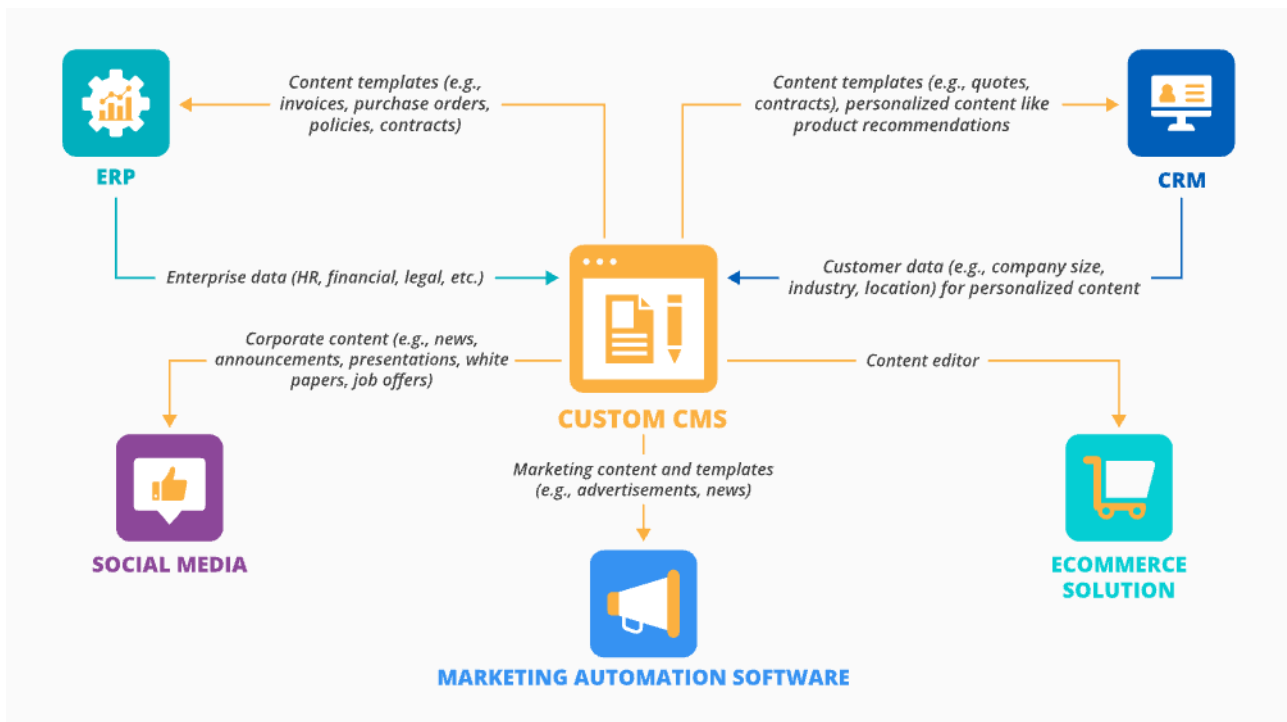 Content templates (e.g.,
invoices, purchase orders,
policies, contracts)
Content templates (e.g., quotes,
contracts), personalized content like
product recommendations
ERP
CRM
Enterprise data (HR, financial, legal, etc.)
Customer data (e.g., company size,
industry, location) for personalized content
Corporate content (e.g., news,
announcements, presentations, white
papers, job offers)
Content editor
CUSTOM CMS
Marketing content and templates
(e.g., advertisements, news)
SOCIAL MEDIA
ECOMMERCE
SOLUTION
MARKETING AUTOMATION SOFTWARE